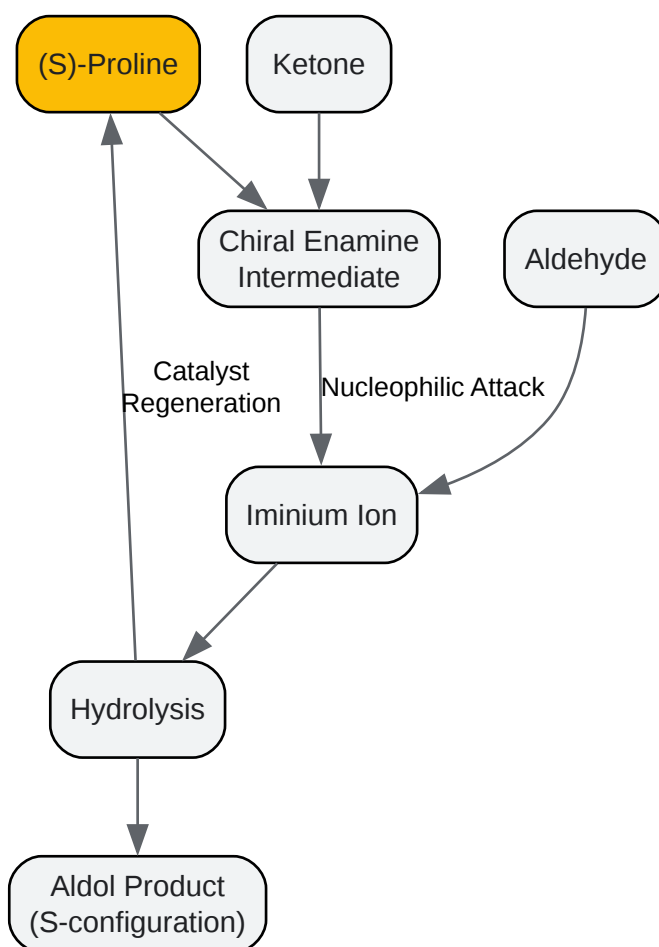 (S)-Proline
Ketone
Chiral Enamine
Intermediate
Aldehyde
Catalyst
Regeneration
Nucleophilic Attack
Iminium Ion
Hydrolysis
Aldol Product
(S-configuration)